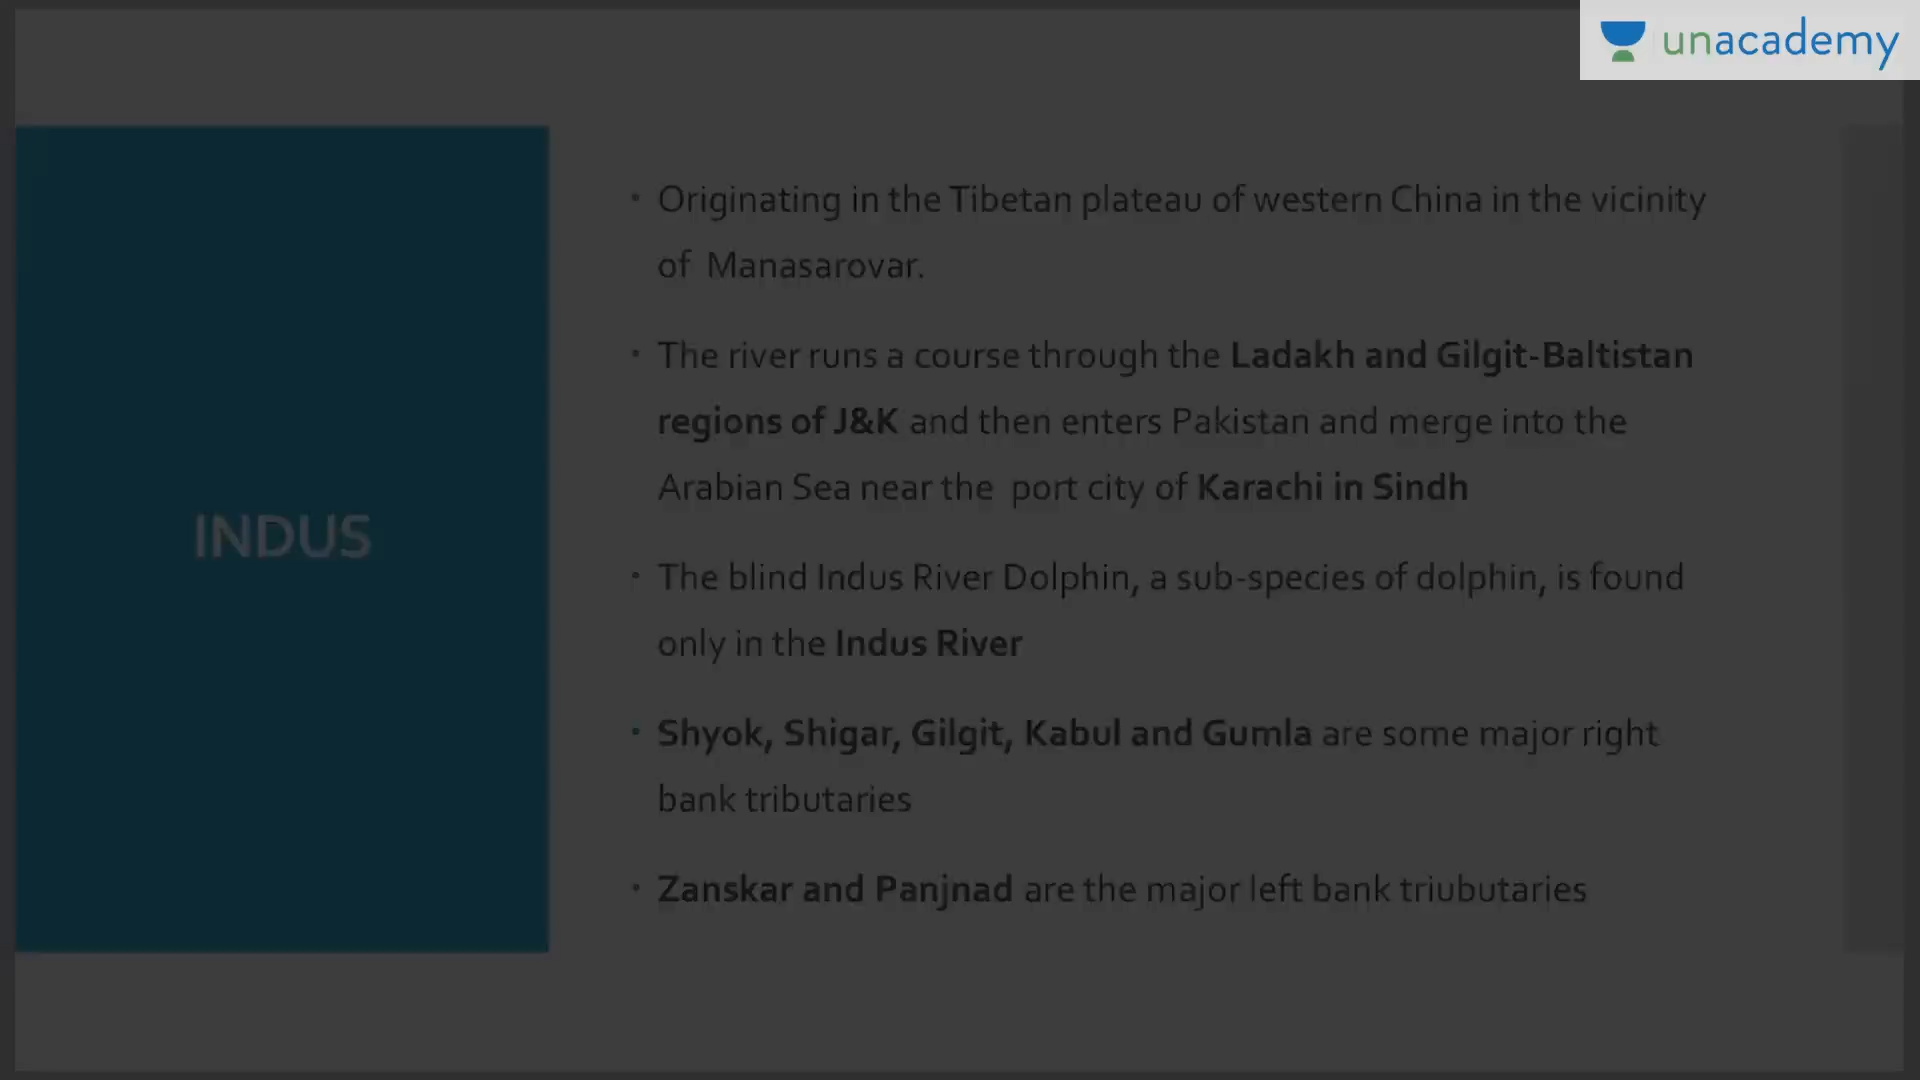 unacademy
INDUS
• Originating in the Tibetan plateau of western China in the vicinity
of Manasarovar.
• The river runs a course through the Ladakh and Gilgit-Baltistan
regions of J&K and then enters Pakistan and merge into the
Arabian Sea near the port city of Karachi in Sindh
• The blind Indus River Dolphin, a sub-species of dolphin, is found
only in the Indus River
• Shyok, Shigar, Gilgit, Kabul and Gumla are some major right
bank tributaries
• Zanskar and Panjnad are the major left bank triubutaries